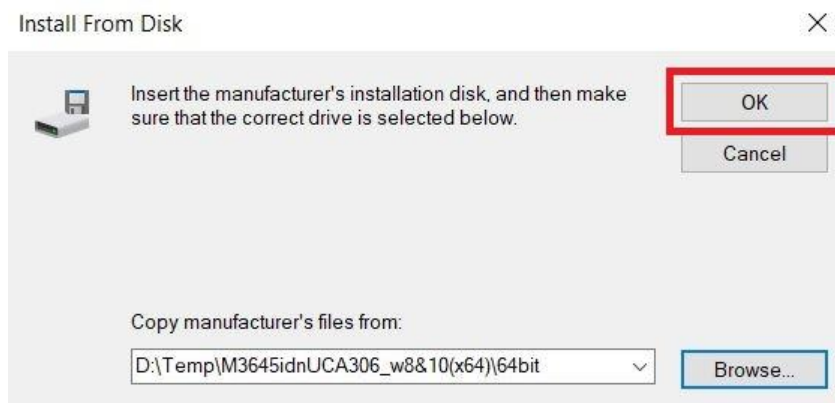 Install From Disk
Insert the manufacturer's installation disk, and then make
sure that the correct drive is selected below.
OK
Cancel
Copy manufacturer's files from:
D:\Temp\M3645idnUCA306_w8&10(x64)\64bit
Browse...